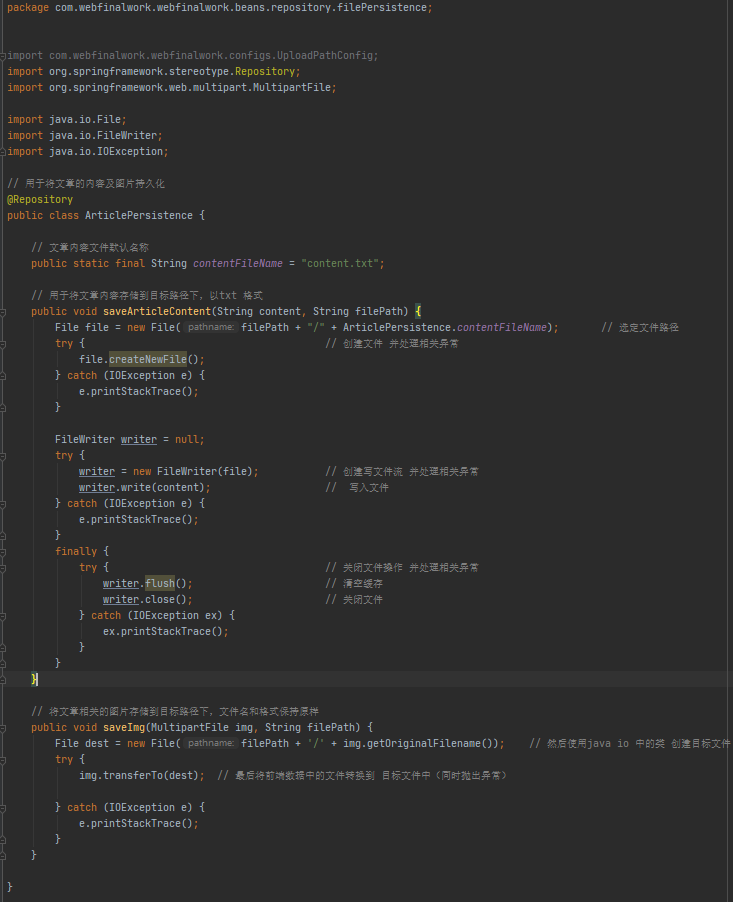 package com.webfinalwork.webfinalwork.beans.repository.filePersistence;
import com.webfinalwork.webfinalwork.configs.UploadPathConfig;
import org.springframework.stereotype.Repository;
import org.springframework.web.multipart.MultipartFile;
import java.io.File;
import java.io.FileWriter;
import java.io.IOException;
// 用于将文章的内容及图片持久化
@Repository
public class ArticlePersistence {
// 文章内容文件默认名称
public static final String contentFileName = "content.txt";
// 用于将文章内容存储到目标路径下，以txt 格式
public void saveArticleContent(String content, String filePath) {
File file = new File( pathname: filePath + "/" + ArticlePersistence.contentFileName); // 选定文件路径
try { // 创建文件 并处理相关异常
file.createNewFile();
} catch (IOException e) {
e.printStackTrace();
}
FileWriter writer = null;
try {
writer = new FileWriter(file); // 创建写文件流 并处理相关异常
writer.write(content); // 写入文件
} catch (IOException e) {
e.printStackTrace();
}
finally {
try { // 关闭文件操作 并处理相关异常
writer.flush(); // 清空缓存
writer.close(); // 关闭文件
} catch (IOException ex) {
ex.printStackTrace();
}
}
}
// 将文章相关的图片存储到目标路径下，文件名和格式保持原样
public void saveImg(MultipartFile img, String filePath) {
File dest = new File( pathname: filePath + '/' + img.getOriginalFilename()); // 然后使用java io 中的类 创建目标文件
try {
img.transferTo(dest); // 最后将前端数据中的文件转换到 目标文件中（同时抛出异常）
} catch (IOException e) {
e.printStackTrace();
}
}
}